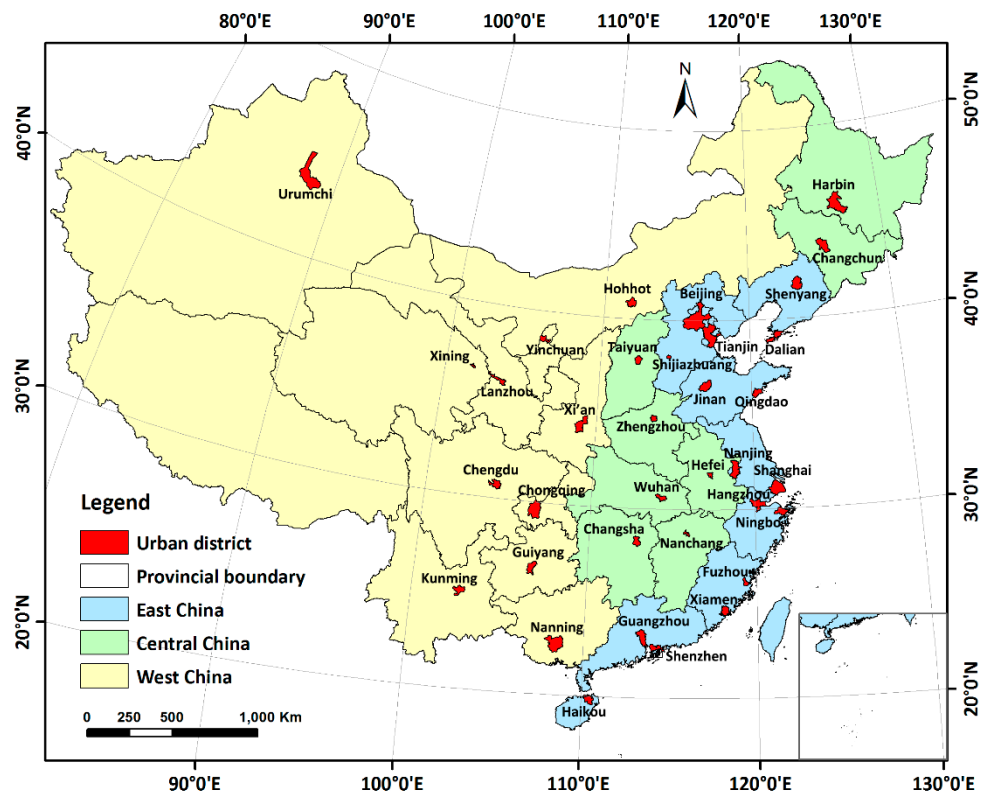 80°0'E 90°0'E 100°0'E 110°0'E 120°0'E 130°0'E
N
50°0'N
40°0'N
Urumchi
Harbin
Changchun
Hohhot
Beijing
Shenyang
40°0'N
Yinchuan
Taiyuan
Tianjin
Dalian
Xining
Shijiazhuang
30°0'N
Lanzhou
Jinan
Qingdao
Xi'an
Zhengzhou
Nanjing
Hefei
Shanghai
Chengdu
Chongqing
Wuhan
Hangzhou
30°0'N
Ningbo
Changsha
Nanchang
Guiyang
Kunming
Fuzhou
Xiamen
20°0'N
Nanning
Guangzhou
Shenzhen
20°0'N
Haikou
Legend
Urban district
Provincial boundary
East China
Central China
West China
0 250 500 1,000 Km
90°0'E 100°0'E 110°0'E 120°0'E 130°0'E